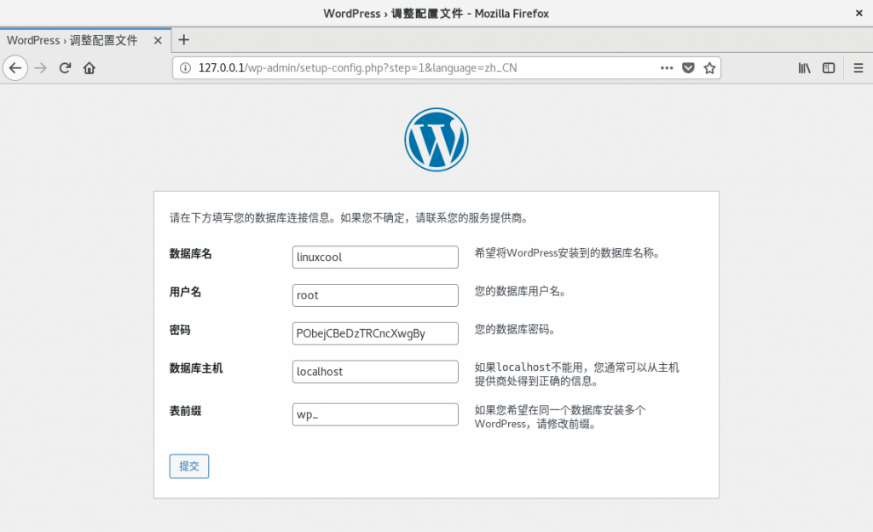 WordPress › 调整配置文件 - Mozilla Firefox
WordPress › 调整配置文件
127.0.0.1/wp-admin/setup-config.php?step=1&language=zh_CN
请在下方填写您的数据库连接信息。如果您不确定，请联系您的服务提供商。
数据库名
linuxcool
希望将WordPress安装到的数据库名称。
用户名
root
您的数据库用户名。
密码
PObejCBeDzTRCncXwgBy
您的数据库密码。
数据库主机
localhost
如果localhost不能用，您通常可以从主机
提供商处得到正确的信息。
表前缀
wp_
如果您希望在同一个数据库安装多个
WordPress，请修改前缀。
提交